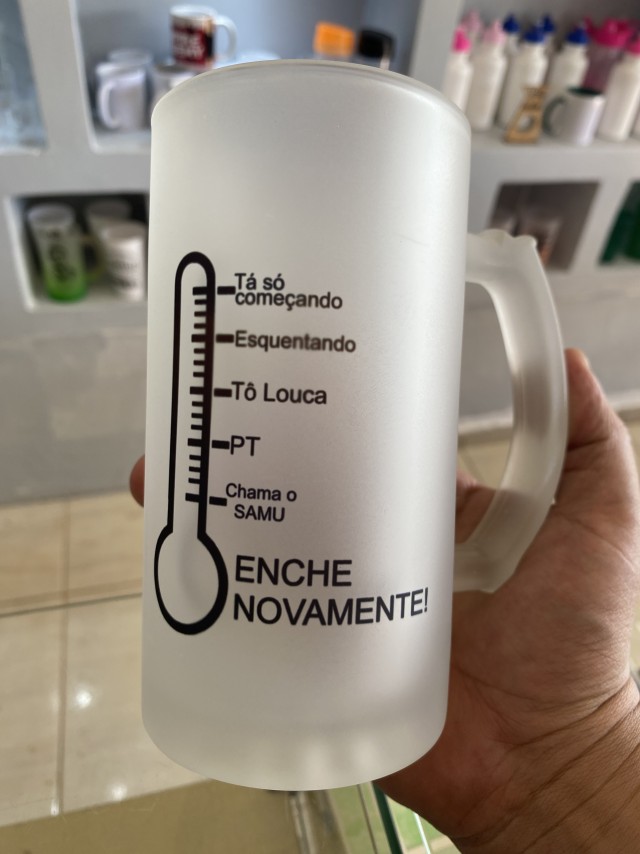 Tá só
começando
Esquentando
Tô Louca
PT
Chama o
SAMU
ENCHE
NOVAMENTE!